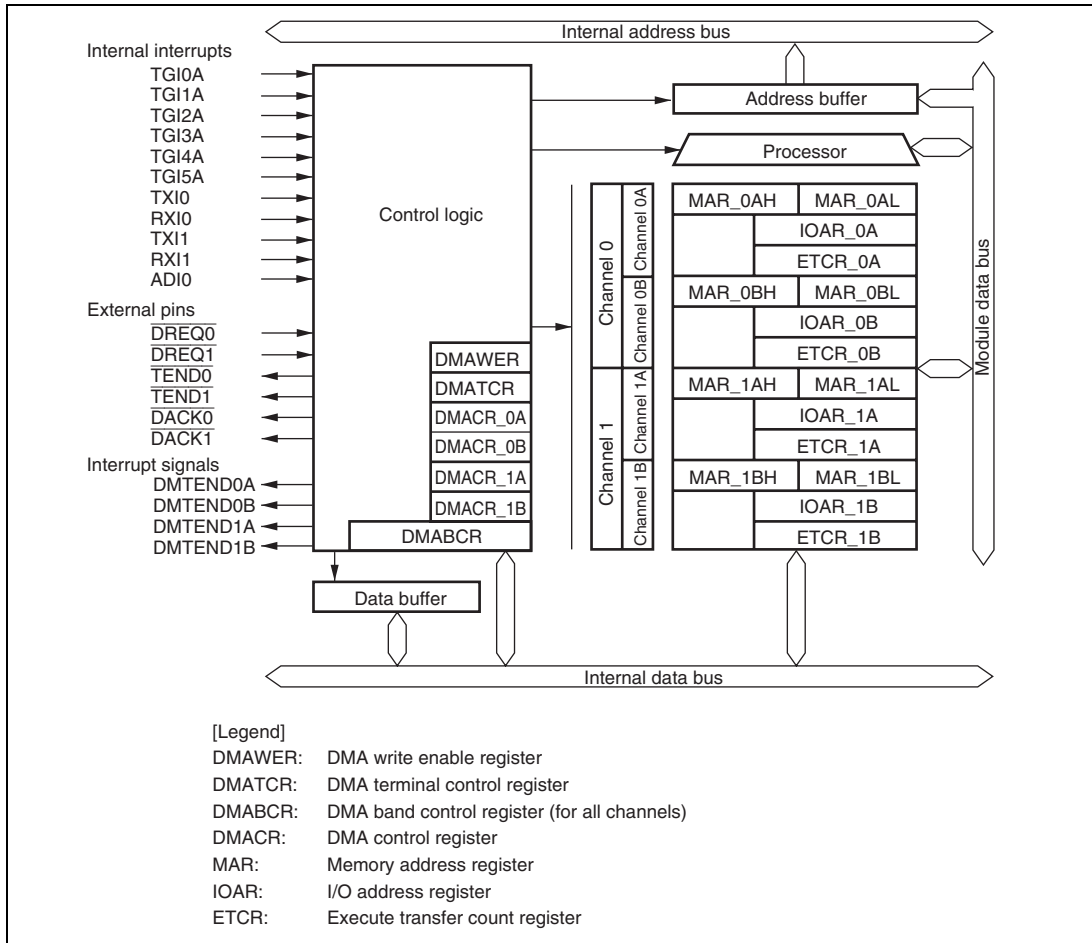 Internal address bus
Internal interrupts
TGI0A
TGI1A
TGI2A
TGI3A
TGI4A
TGI5A
TXI0
RXI0
TXI1
RXI1
ADI0
External pins
DREQ0
DREQ1
TEND0
TEND1
DACK0
DACK1
Interrupt signals
DMTEND0A
DMTEND0B
DMTEND1A
DMTEND1B
Control logic
DMAWER
DMATCR
DMACR_0A
DMACR_0B
DMACR_1A
DMACR_1B
DMABCR
Data buffer
Address buffer
Processor
Channel 0
Channel 0A
Channel 0B
Channel 1
Channel 1A
Channel 1B
MAR_0AH MAR_0AL
IOAR_0A
ETCR_0A
MAR_0BH MAR_0BL
IOAR_0B
ETCR_0B
MAR_1AH MAR_1AL
IOAR_1A
ETCR_1A
MAR_1BH MAR_1BL
IOAR_1B
ETCR_1B
Module data bus
Internal data bus
[Legend]
DMAWER: DMA write enable register
DMATCR: DMA terminal control register
DMABCR: DMA band control register (for all channels)
DMACR: DMA control register
MAR: Memory address register
IOAR: I/O address register
ETCR: Execute transfer count register